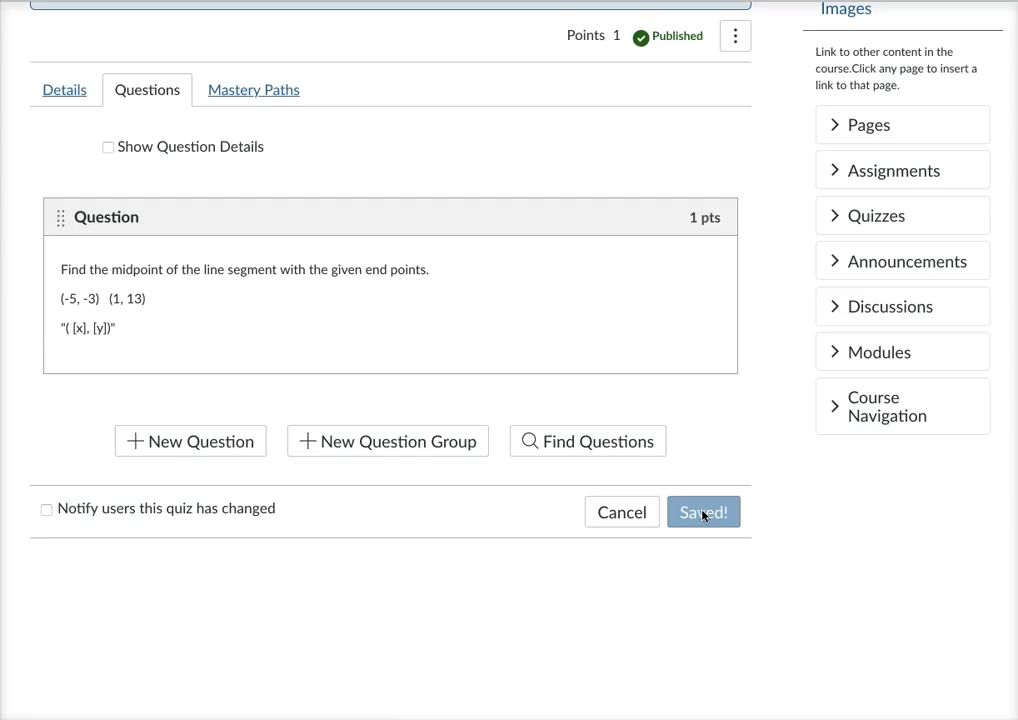 Points 1 Published
Details Questions Mastery Paths
Show Question Details
Question 1 pts
Find the midpoint of the line segment with the given end points.
(-5, -3) (1, 13)
"( [x], [y])"
New Question New Question Group Find Questions
Notify users this quiz has changed
Cancel Saved!
Images
Link to other content in the
course.Click any page to insert a
link to that page.
Pages
Assignments
Quizzes
Announcements
Discussions
Modules
Course
Navigation